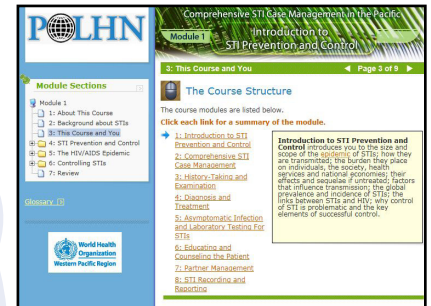 POLHN
Comprehensive STI Case Management in the Pacific
Module 1
Introduction to
STI Prevention and Control
3: This Course and You
Page 3 of 9
Module Sections
Module 1
1: About This Course
2: Background about STIs
3: This Course and You
4: STI Prevention and Control
5: The HIV/AIDS Epidemic
6: Controlling STIs
7: Review
Glossary
World Health
Organization
Western Pacific Region
The Course Structure
The course modules are listed below.
Click each link for a summary of the module.
1: Introduction to STI
Prevention and Control
2: Comprehensive STI
Case Management
3: History-Taking and
Examination
4: Diagnosis and
Treatment
5: Asymptomatic Infection
and Laboratory Testing For
STIs
6: Educating and
Counseling the Patient
7: Partner Management
8: STI Recording and
Reporting
Introduction to STI Prevention and
Control introduces you to the size and
scope of the epidemic of STIs; how they
are transmitted; the burden they place
on individuals, the society, health
services and national economies; their
effects and sequelae if untreated; factors
that influence transmission; the global
prevalence and incidence of STIs; the
links between STIs and HIV; why control
of STI is problematic and the key
elements of successful control.